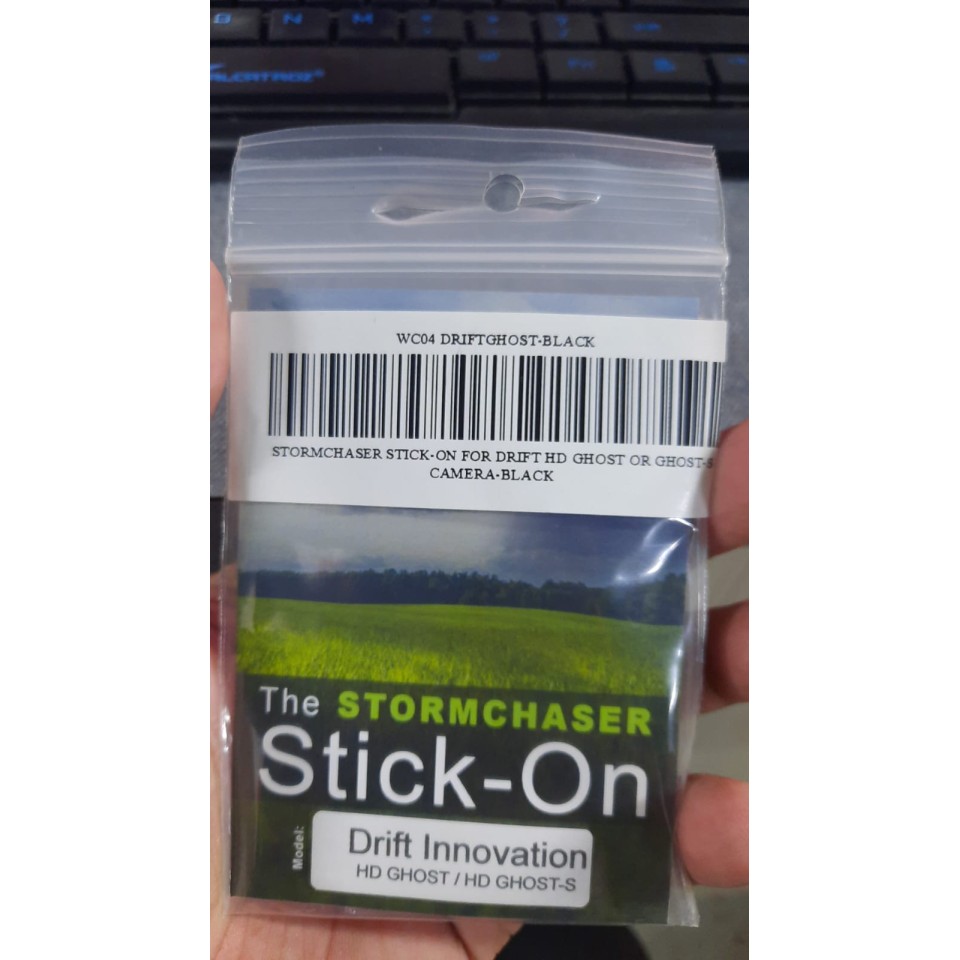 B N M
ALCATROZ®
WC04 DRIFTGHOST-BLACK
STORMCHASER STICK-ON FOR DRIFT HD GHOST OR GHOST-S
CAMERA-BLACK
The STORMCHASER
Stick-On
Model:
Drift Innovation
HD GHOST / HD GHOST-S